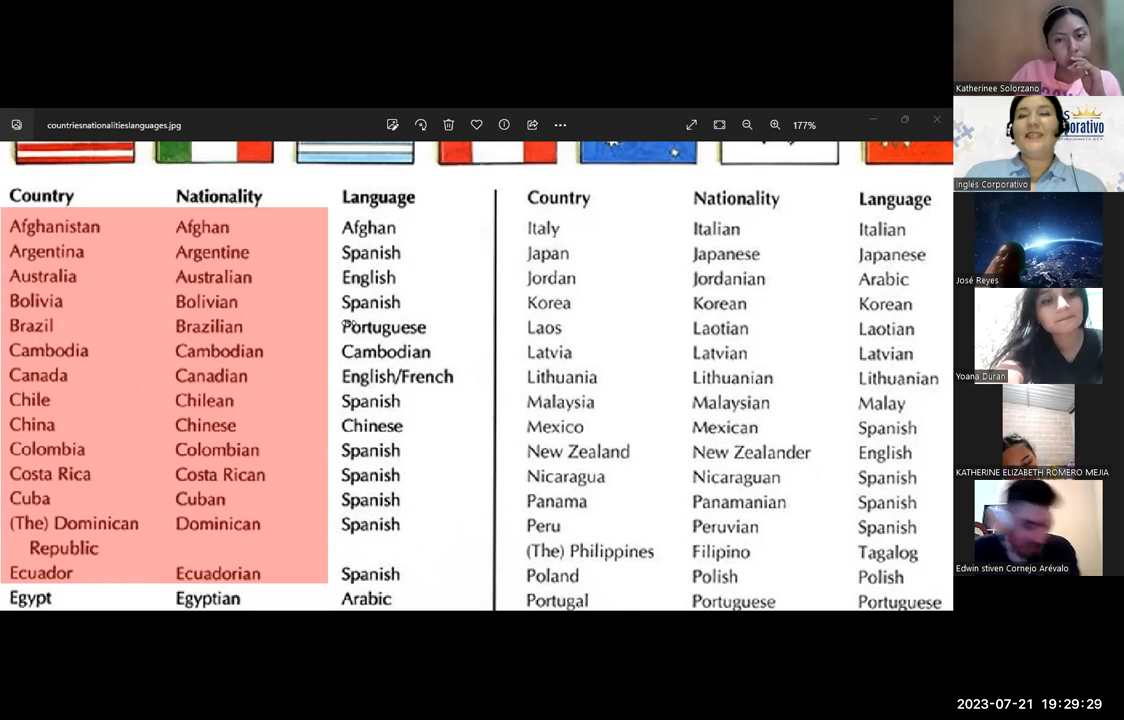 Katherinee Solorzano
countriesnationalitieslanguages.jpg
177%
Inglés Corporativo
Country Nationality Language Country Nationality Language
Afghanistan Afghan Afghan Italy Italian Italian
Argentina Argentine Spanish Japan Japanese Japanese
Australia Australian English Jordan Jordanian Arabic
Bolivia Bolivian Spanish Korea Korean Korean
Brazil Brazilian Portuguese Laos Laotian Laotian
Cambodia Cambodian Cambodian Latvia Latvian Latvian
Canada Canadian English/French Lithuania Lithuanian Lithuanian
Chile Chilean Spanish Malaysia Malaysian Malay
China Chinese Chinese Mexico Mexican Spanish
Colombia Colombian Spanish New Zealand New Zealander English
Costa Rica Costa Rican Spanish Nicaragua Nicaraguan Spanish
Cuba Cuban Spanish Panama Panamanian Spanish
(The) Dominican Dominican Spanish Peru Peruvian Spanish
Republic (The) Philippines Filipino Tagalog
Ecuador Ecuadorian Spanish Poland Polish Polish
Egypt Egyptian Arabic Portugal Portuguese Portuguese
José Reyes
Yoana Duran
KATHERINE ELIZABETH ROMERO MEJIA
Edwin stiven Cornejo Arévalo
2023-07-21 19:29:29